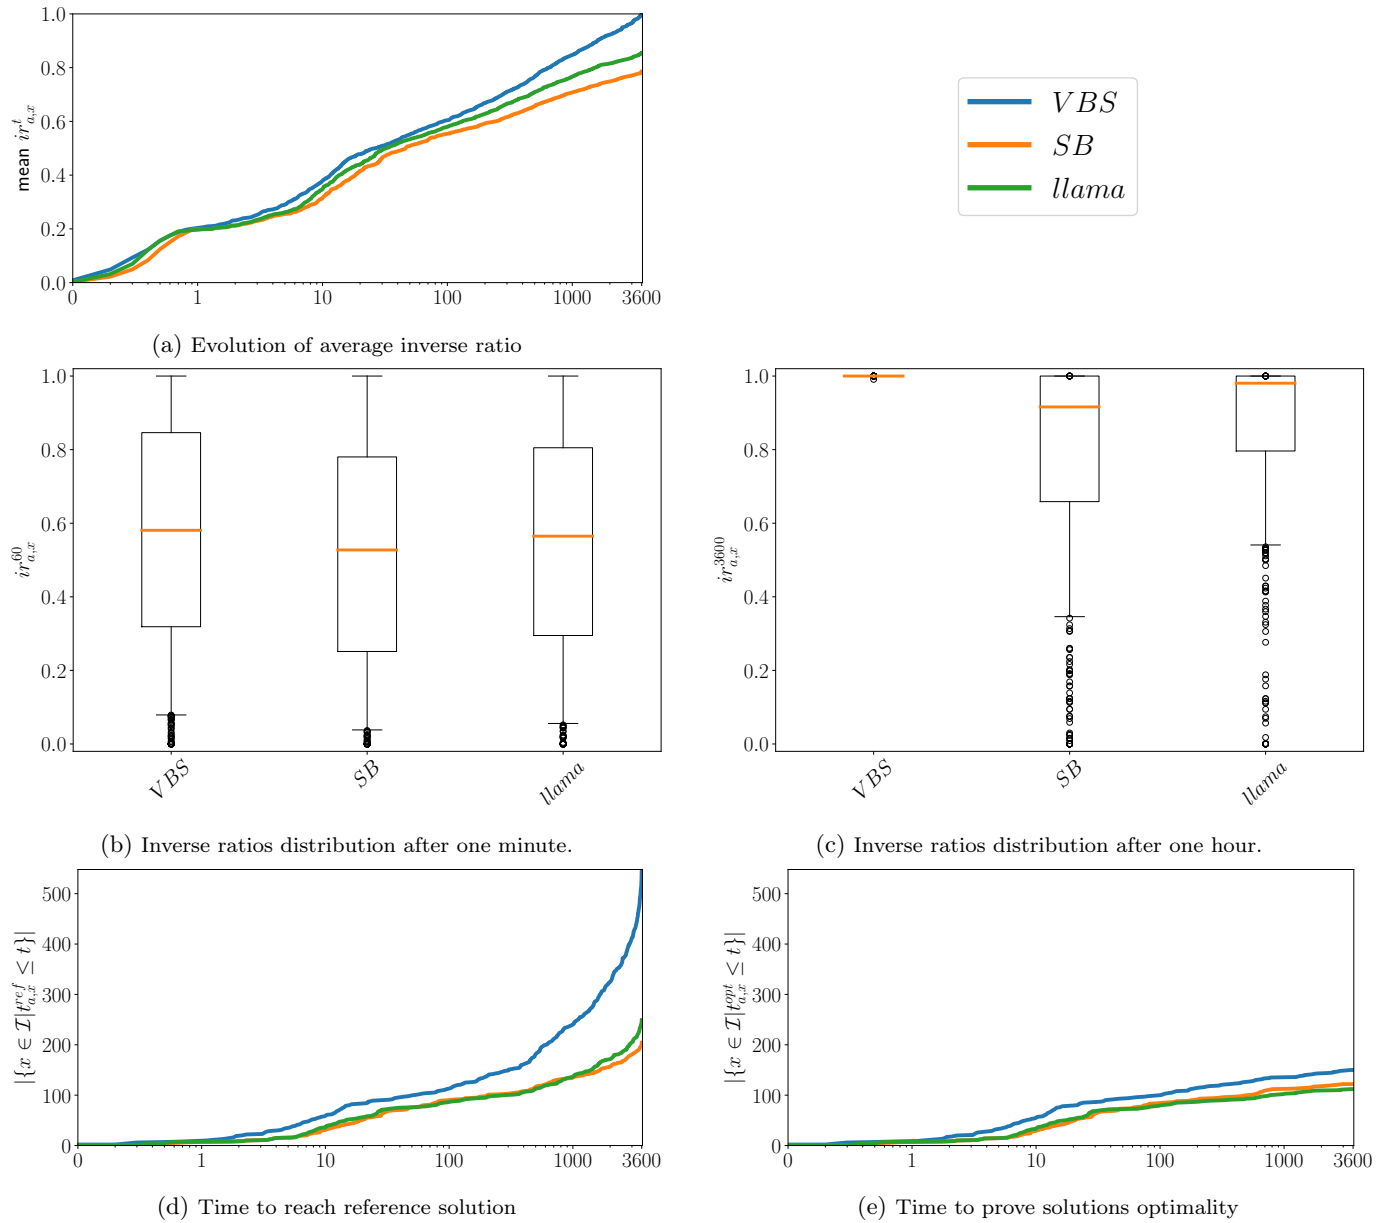 1.0
0.8
0.6
0.4
0.2
0.0
mean ir^t_{a,x}
0 1 10 100 1000 3600
VBS
SB
llama
(a) Evolution of average inverse ratio
1.0
0.8
0.6
0.4
0.2
0.0
ir^{60}_{a,x}
VBS SB llama
(b) Inverse ratios distribution after one minute.
1.0
0.8
0.6
0.4
0.2
0.0
ir^{3600}_{a,x}
VBS SB llama
(c) Inverse ratios distribution after one hour.
500
400
300
200
100
0
|{x ∈ I|t^{ref}_{a,x} ≤ t}|
0 1 10 100 1000 3600
(d) Time to reach reference solution
500
400
300
200
100
0
|{x ∈ I|t^{opt}_{a,x} ≤ t}|
0 1 10 100 1000 3600
(e) Time to prove solutions optimality